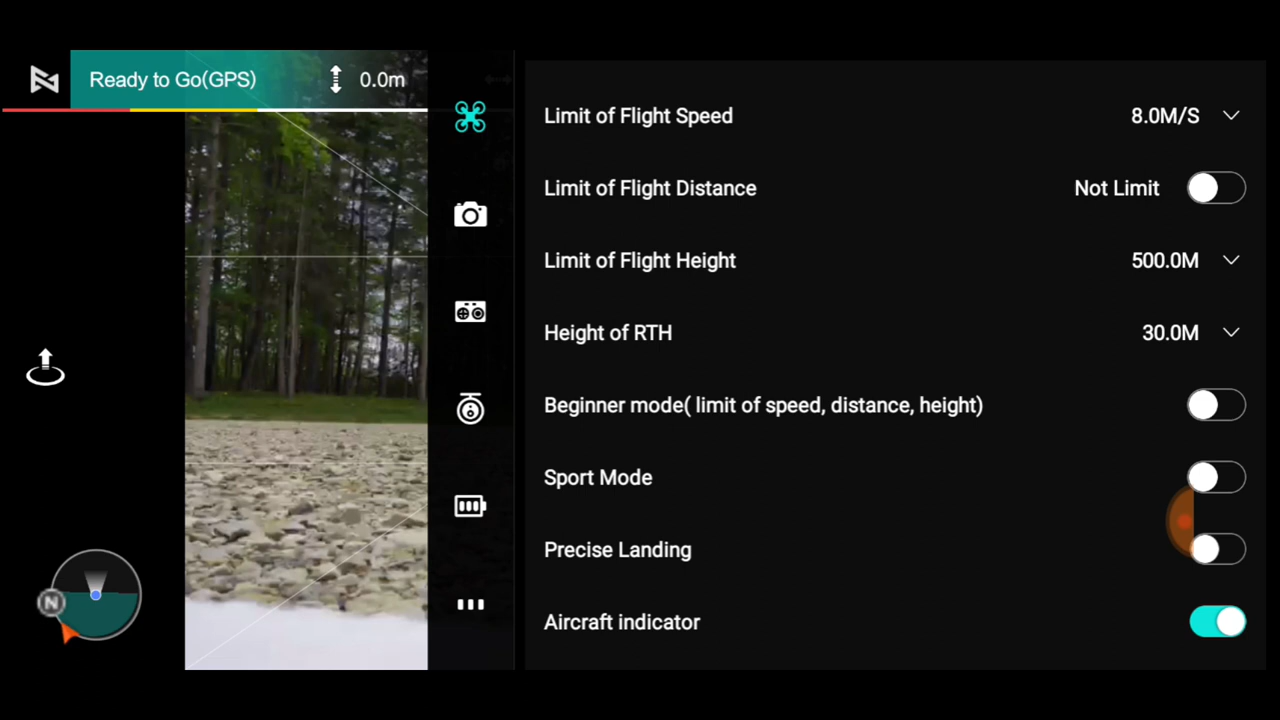 Ready to Go(GPS) 0.0m
Limit of Flight Speed 8.0M/S
Limit of Flight Distance Not Limit
Limit of Flight Height 500.0M
Height of RTH 30.0M
Beginner mode( limit of speed, distance, height)
Sport Mode
Precise Landing
Aircraft indicator
N